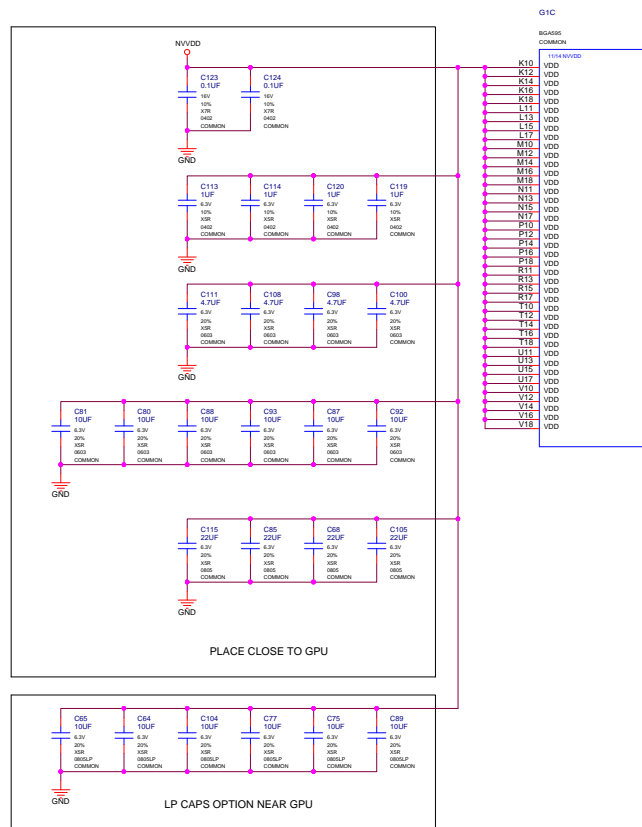 G1C
BGA595
COMMON
11/14 NVVDD
NVVDD
C123
0.1UF
16V
10%
X7R
0402
COMMON
C124
0.1UF
16V
10%
X7R
0402
COMMON
GND
C113
1UF
6.3V
10%
X5R
0402
COMMON
C114
1UF
6.3V
10%
X5R
0402
COMMON
C120
1UF
6.3V
10%
X5R
0402
COMMON
C119
1UF
6.3V
10%
X5R
0402
COMMON
GND
C111
4.7UF
6.3V
20%
X5R
0603
COMMON
C108
4.7UF
6.3V
20%
X5R
0603
COMMON
C98
4.7UF
6.3V
20%
X5R
0603
COMMON
C100
4.7UF
6.3V
20%
X5R
0603
COMMON
GND
C81
10UF
6.3V
20%
X5R
0603
COMMON
C80
10UF
6.3V
20%
X5R
0603
COMMON
C88
10UF
6.3V
20%
X5R
0603
COMMON
C93
10UF
6.3V
20%
X5R
0603
COMMON
C87
10UF
6.3V
20%
X5R
0603
COMMON
C92
10UF
6.3V
20%
X5R
0603
COMMON
GND
C115
22UF
6.3V
20%
X5R
0805
COMMON
C85
22UF
6.3V
20%
X5R
0805
COMMON
C68
22UF
6.3V
20%
X5R
0805
COMMON
C105
22UF
6.3V
20%
X5R
0805
COMMON
GND
PLACE CLOSE TO GPU
C65
10UF
6.3V
20%
X5R
0805LP
COMMON
C64
10UF
6.3V
20%
X5R
0805LP
COMMON
C104
10UF
6.3V
20%
X5R
0805LP
COMMON
C77
10UF
6.3V
20%
X5R
0805LP
COMMON
C75
10UF
6.3V
20%
X5R
0805LP
COMMON
C89
10UF
6.3V
20%
X5R
0805LP
COMMON
GND
LP CAPS OPTION NEAR GPU
K10 VDD
K12 VDD
K14 VDD
K16 VDD
K18 VDD
L11 VDD
L13 VDD
L15 VDD
L17 VDD
M10 VDD
M12 VDD
M14 VDD
M16 VDD
M18 VDD
N11 VDD
N13 VDD
N15 VDD
N17 VDD
P10 VDD
P12 VDD
P14 VDD
P16 VDD
P18 VDD
R11 VDD
R13 VDD
R15 VDD
R17 VDD
T10 VDD
T12 VDD
T14 VDD
T16 VDD
T18 VDD
U11 VDD
U13 VDD
U15 VDD
U17 VDD
V10 VDD
V12 VDD
V14 VDD
V16 VDD
V18 VDD